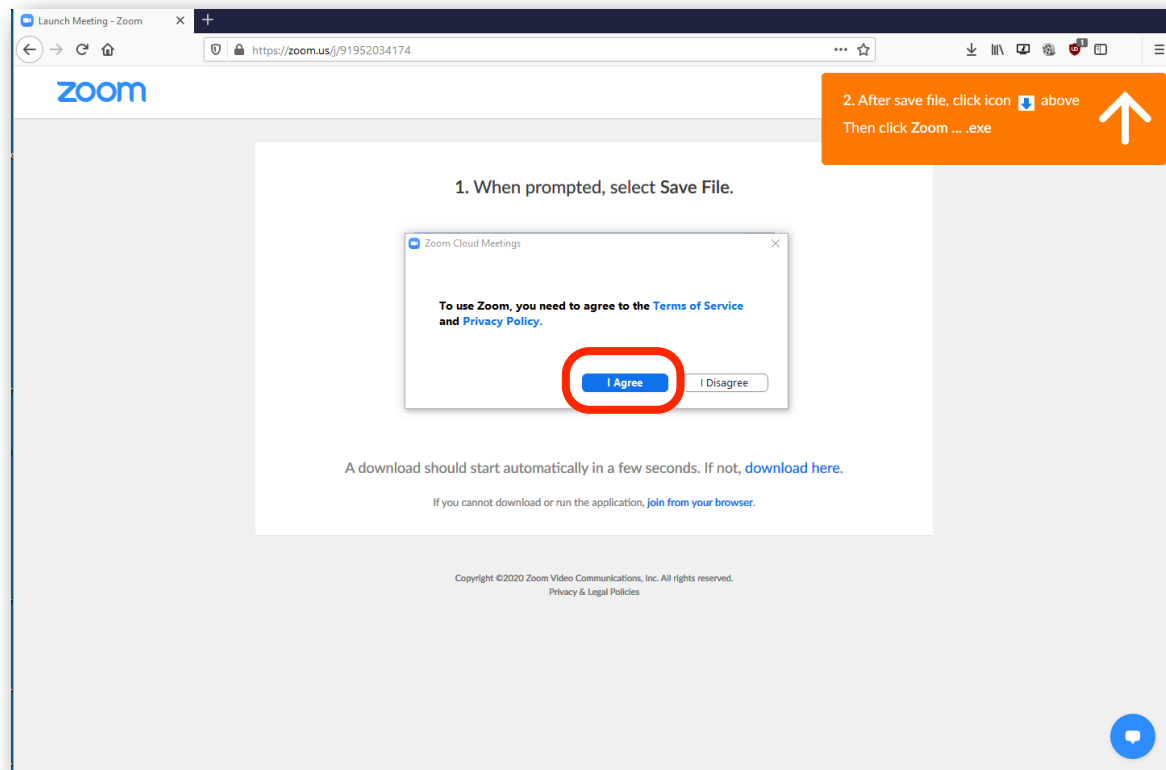 Launch Meeting - Zoom
https://zoom.us/j/91952034174
1
zoom
2. After save file, click icon above
Then click Zoom ... .exe
1. When prompted, select Save File.
Zoom Cloud Meetings
To use Zoom, you need to agree to the Terms of Service
and Privacy Policy.
I Agree
I Disagree
A download should start automatically in a few seconds. If not, download here.
If you cannot download or run the application, join from your browser.
Copyright ©2020 Zoom Video Communications, Inc. All rights reserved.
Privacy & Legal Policies